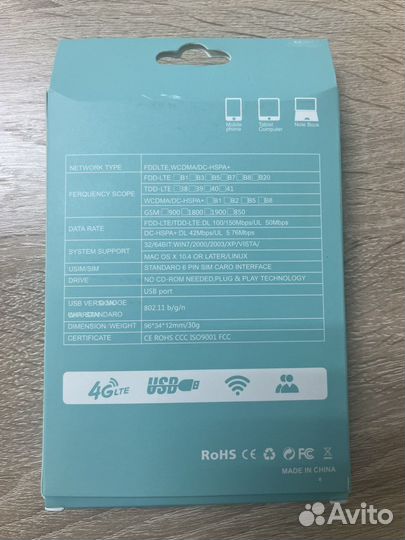 Mobile phone
Tablet Computer
Note Book
NETWORK TYPE FDDLTE,WCDMA/DC-HSPA+
FERQUENCY SCOPE
FDD-LTE □B1 □B3 □B5 □B7 □B8 □B20
TDD-LTE □38 □39 □40 □41
WCDMA/DC-HSPA+ □B1 □B2 □B5 □B8
GSM □900 □1800 □1900 □850
DATA RATE
FDD-LTE/TDD-LTE:DL 100/150Mbps/UL 50Mbps
DC-HSPA+:DL 42Mbps/UL 5.76Mbps
SYSTEM SUPPORT
32/64BIT:WIN7/2000/2003/XP/VISTA/
MAC OS X 10.4 OR LATER/LINUX
USIM/SIM STANDARD 6 PIN SIM CARD INTERFACE
DRIVE NO CD-ROM NEEDED,PLUG & PLAY TECHNOLOGY
USB port
USB
STANDARD
802.11 b/g/n
DIMENSION/WEIGHT 96*34*12mm/30g
CERTIFICATE CE ROHS CCC ISO9001 FCC
4G LTE USB
RoHS CE FC
MADE IN CHINA
Avito